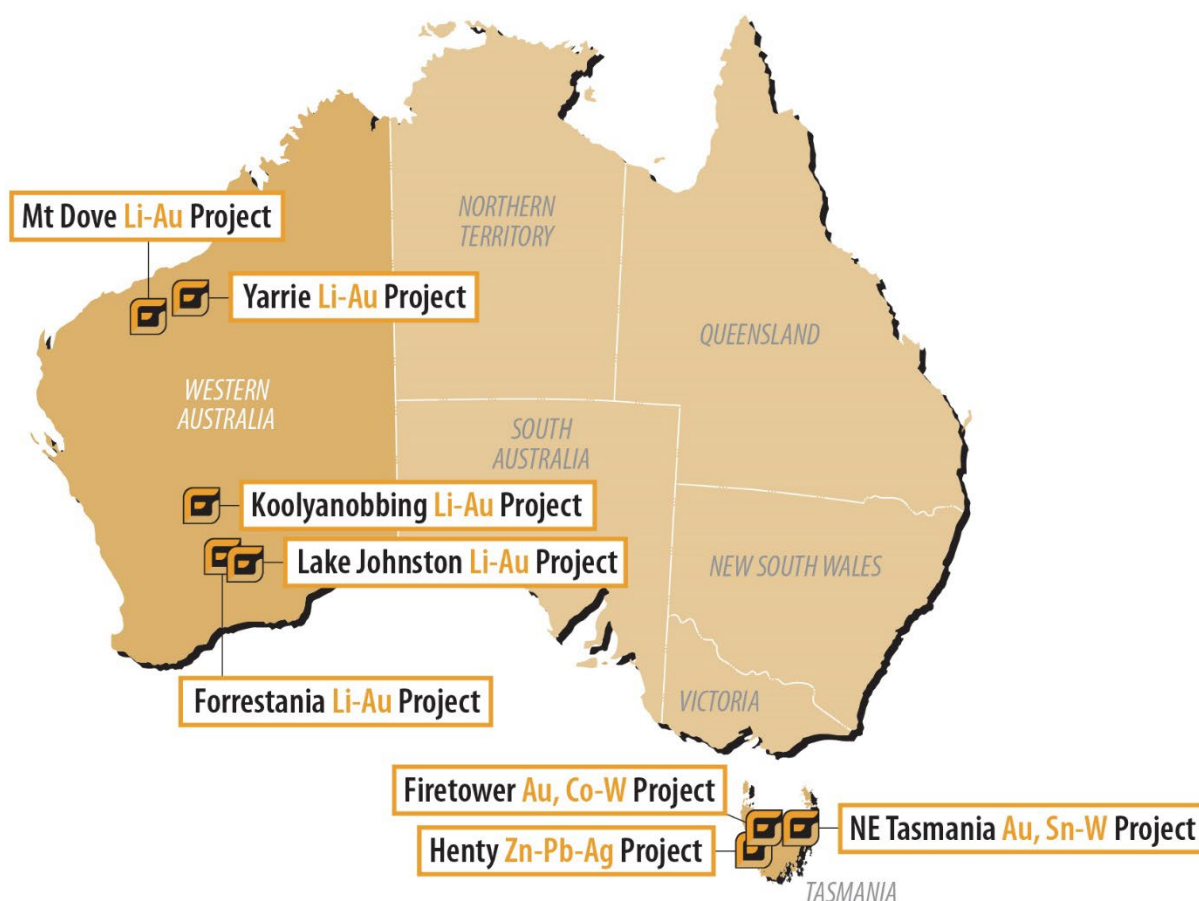 NORTHERN
TERRITORY
Mt Dove Li-Au Project
Yarrie Li-Au Project
QUEENSLAND
WESTERN
AUSTRALIA
SOUTH
AUSTRALIA
Koolyanobbing Li-Au Project
Lake Johnston Li-Au Project
NEW SOUTH WALES
Forrestania Li-Au Project
VICTORIA
Firetower Au, Co-W Project
NE Tasmania Au, Sn-W Project
Henty Zn-Pb-Ag Project
TASMANIA